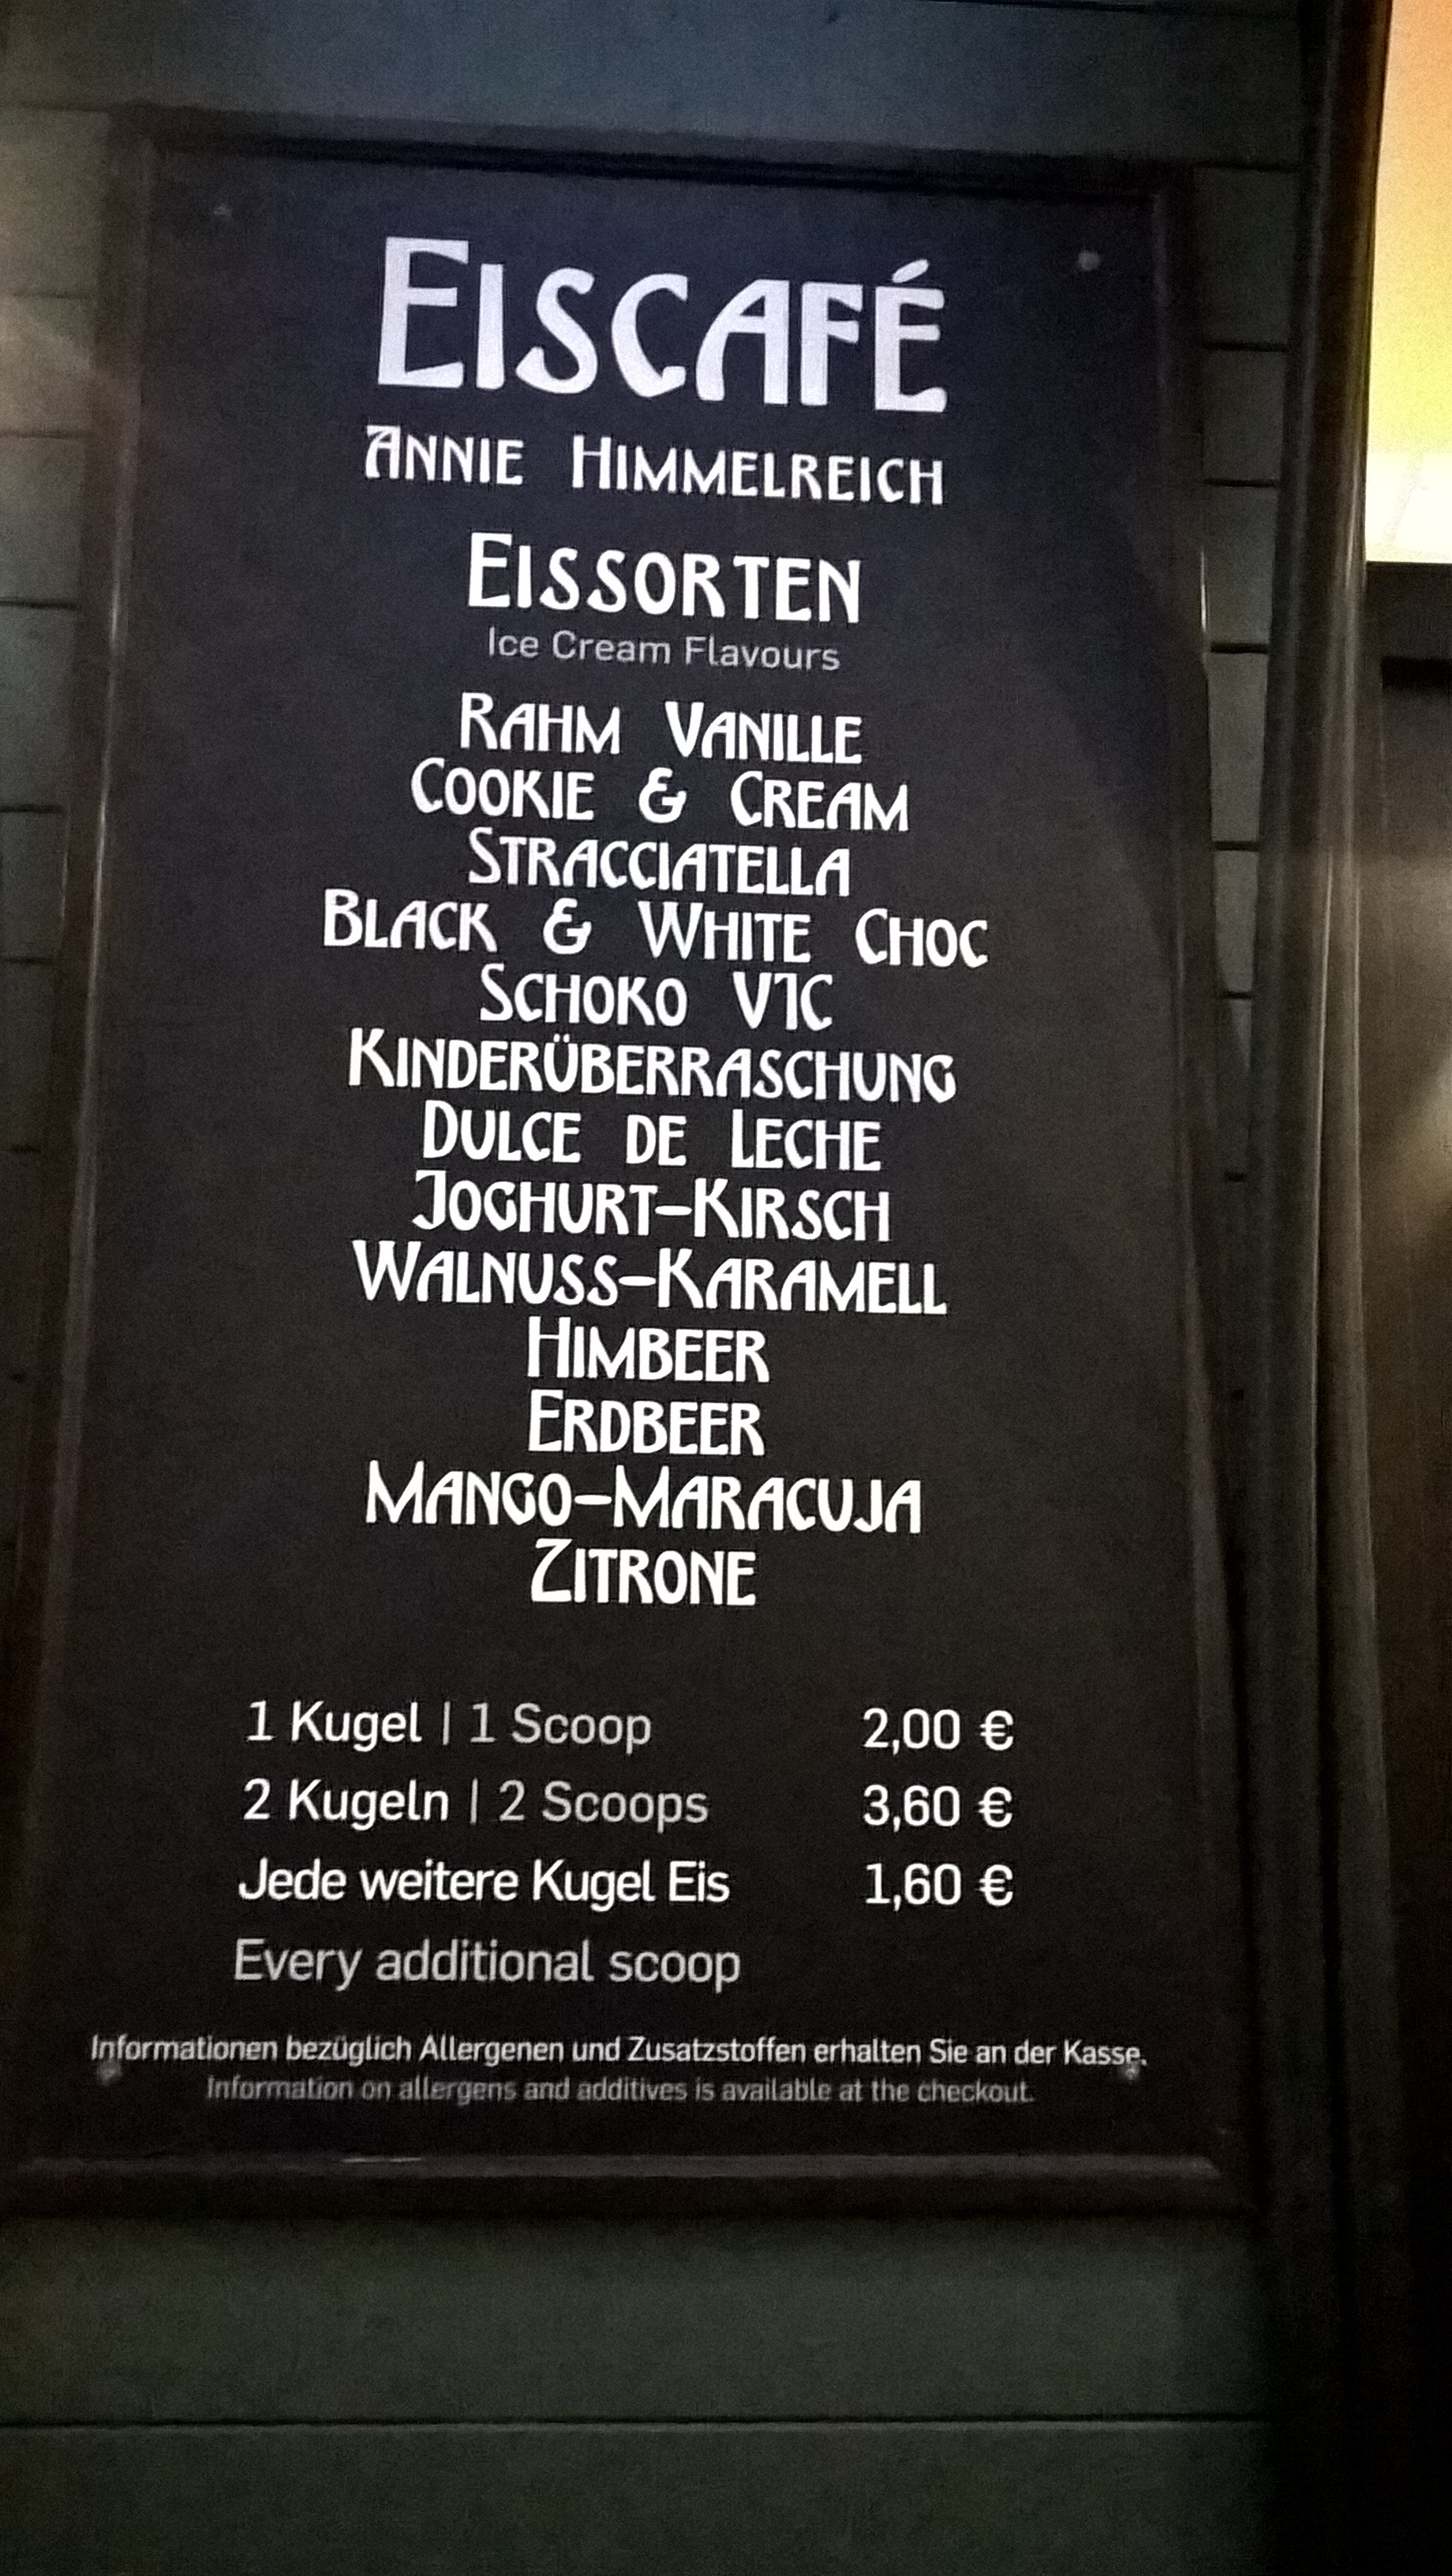 EISCAFÉ
ANNIE HIMMELREICH
EISSORTEN
Ice Cream Flavours
RAHM VANILLE
COOKIE & CREAM
STRACCIATELLA
BLACK & WHITE CHOC
SCHOKO VIC
KINDERÜBERRASCHUNG
DULCE DE LECHE
JOGHURT-KIRSCH
WALNUSS-KARAMELL
HIMBEER
ERDBEER
MANGO-MARACUJA
ZITRONE
1 Kugel | 1 Scoop 2,00 €
2 Kugeln | 2 Scoops 3,60 €
Jede weitere Kugel Eis 1,60 €
Every additional scoop
Informationen bezüglich Allergenen und Zusatzstoffen erhalten Sie an der Kasse.
Information on allergens and additives is available at the checkout.